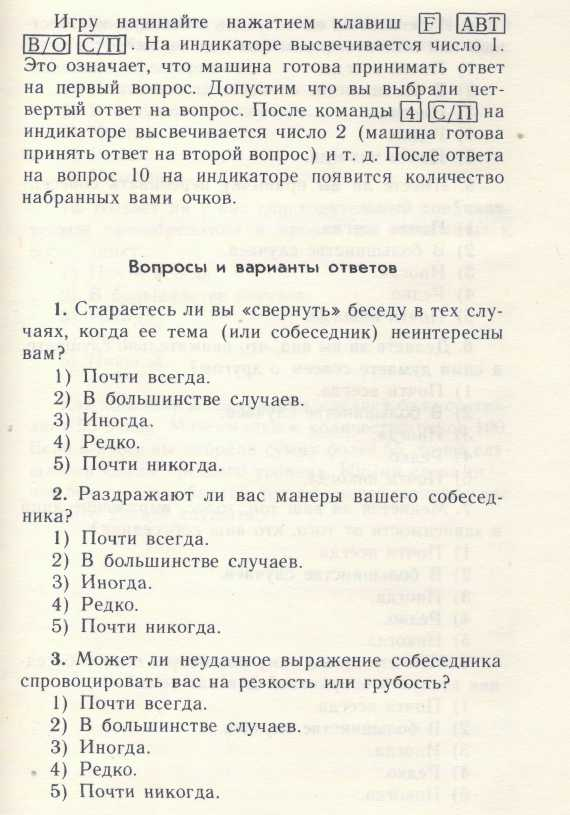 Игру начинайте нажатием клавиш F АВТ
В/О С/П. На индикаторе высвечивается число 1.
Это означает, что машина готова принимать ответ
на первый вопрос. Допустим что вы выбрали чет-
вертый ответ на вопрос. После команды 4 С/П на
индикаторе высвечивается число 2 (машина готова
принять ответ на второй вопрос) и т. д. После ответа
на вопрос 10 на индикаторе появится количество
набранных вами очков.
Вопросы и варианты ответов
1. Стараетесь ли вы «свернуть» беседу в тех слу-
чаях, когда ее тема (или собеседник) неинтересны
вам?
1) Почти всегда.
2) В большинстве случаев.
3) Иногда.
4) Редко.
5) Почти никогда.
2. Раздражают ли вас манеры вашего собесед-
ника?
1) Почти всегда.
2) В большинстве случаев.
3) Иногда.
4) Редко.
5) Почти никогда.
3. Может ли неудачное выражение собеседника
спровоцировать вас на резкость или грубость?
1) Почти всегда.
2) В большинстве случаев.
3) Иногда.
4) Редко.
5) Почти никогда.